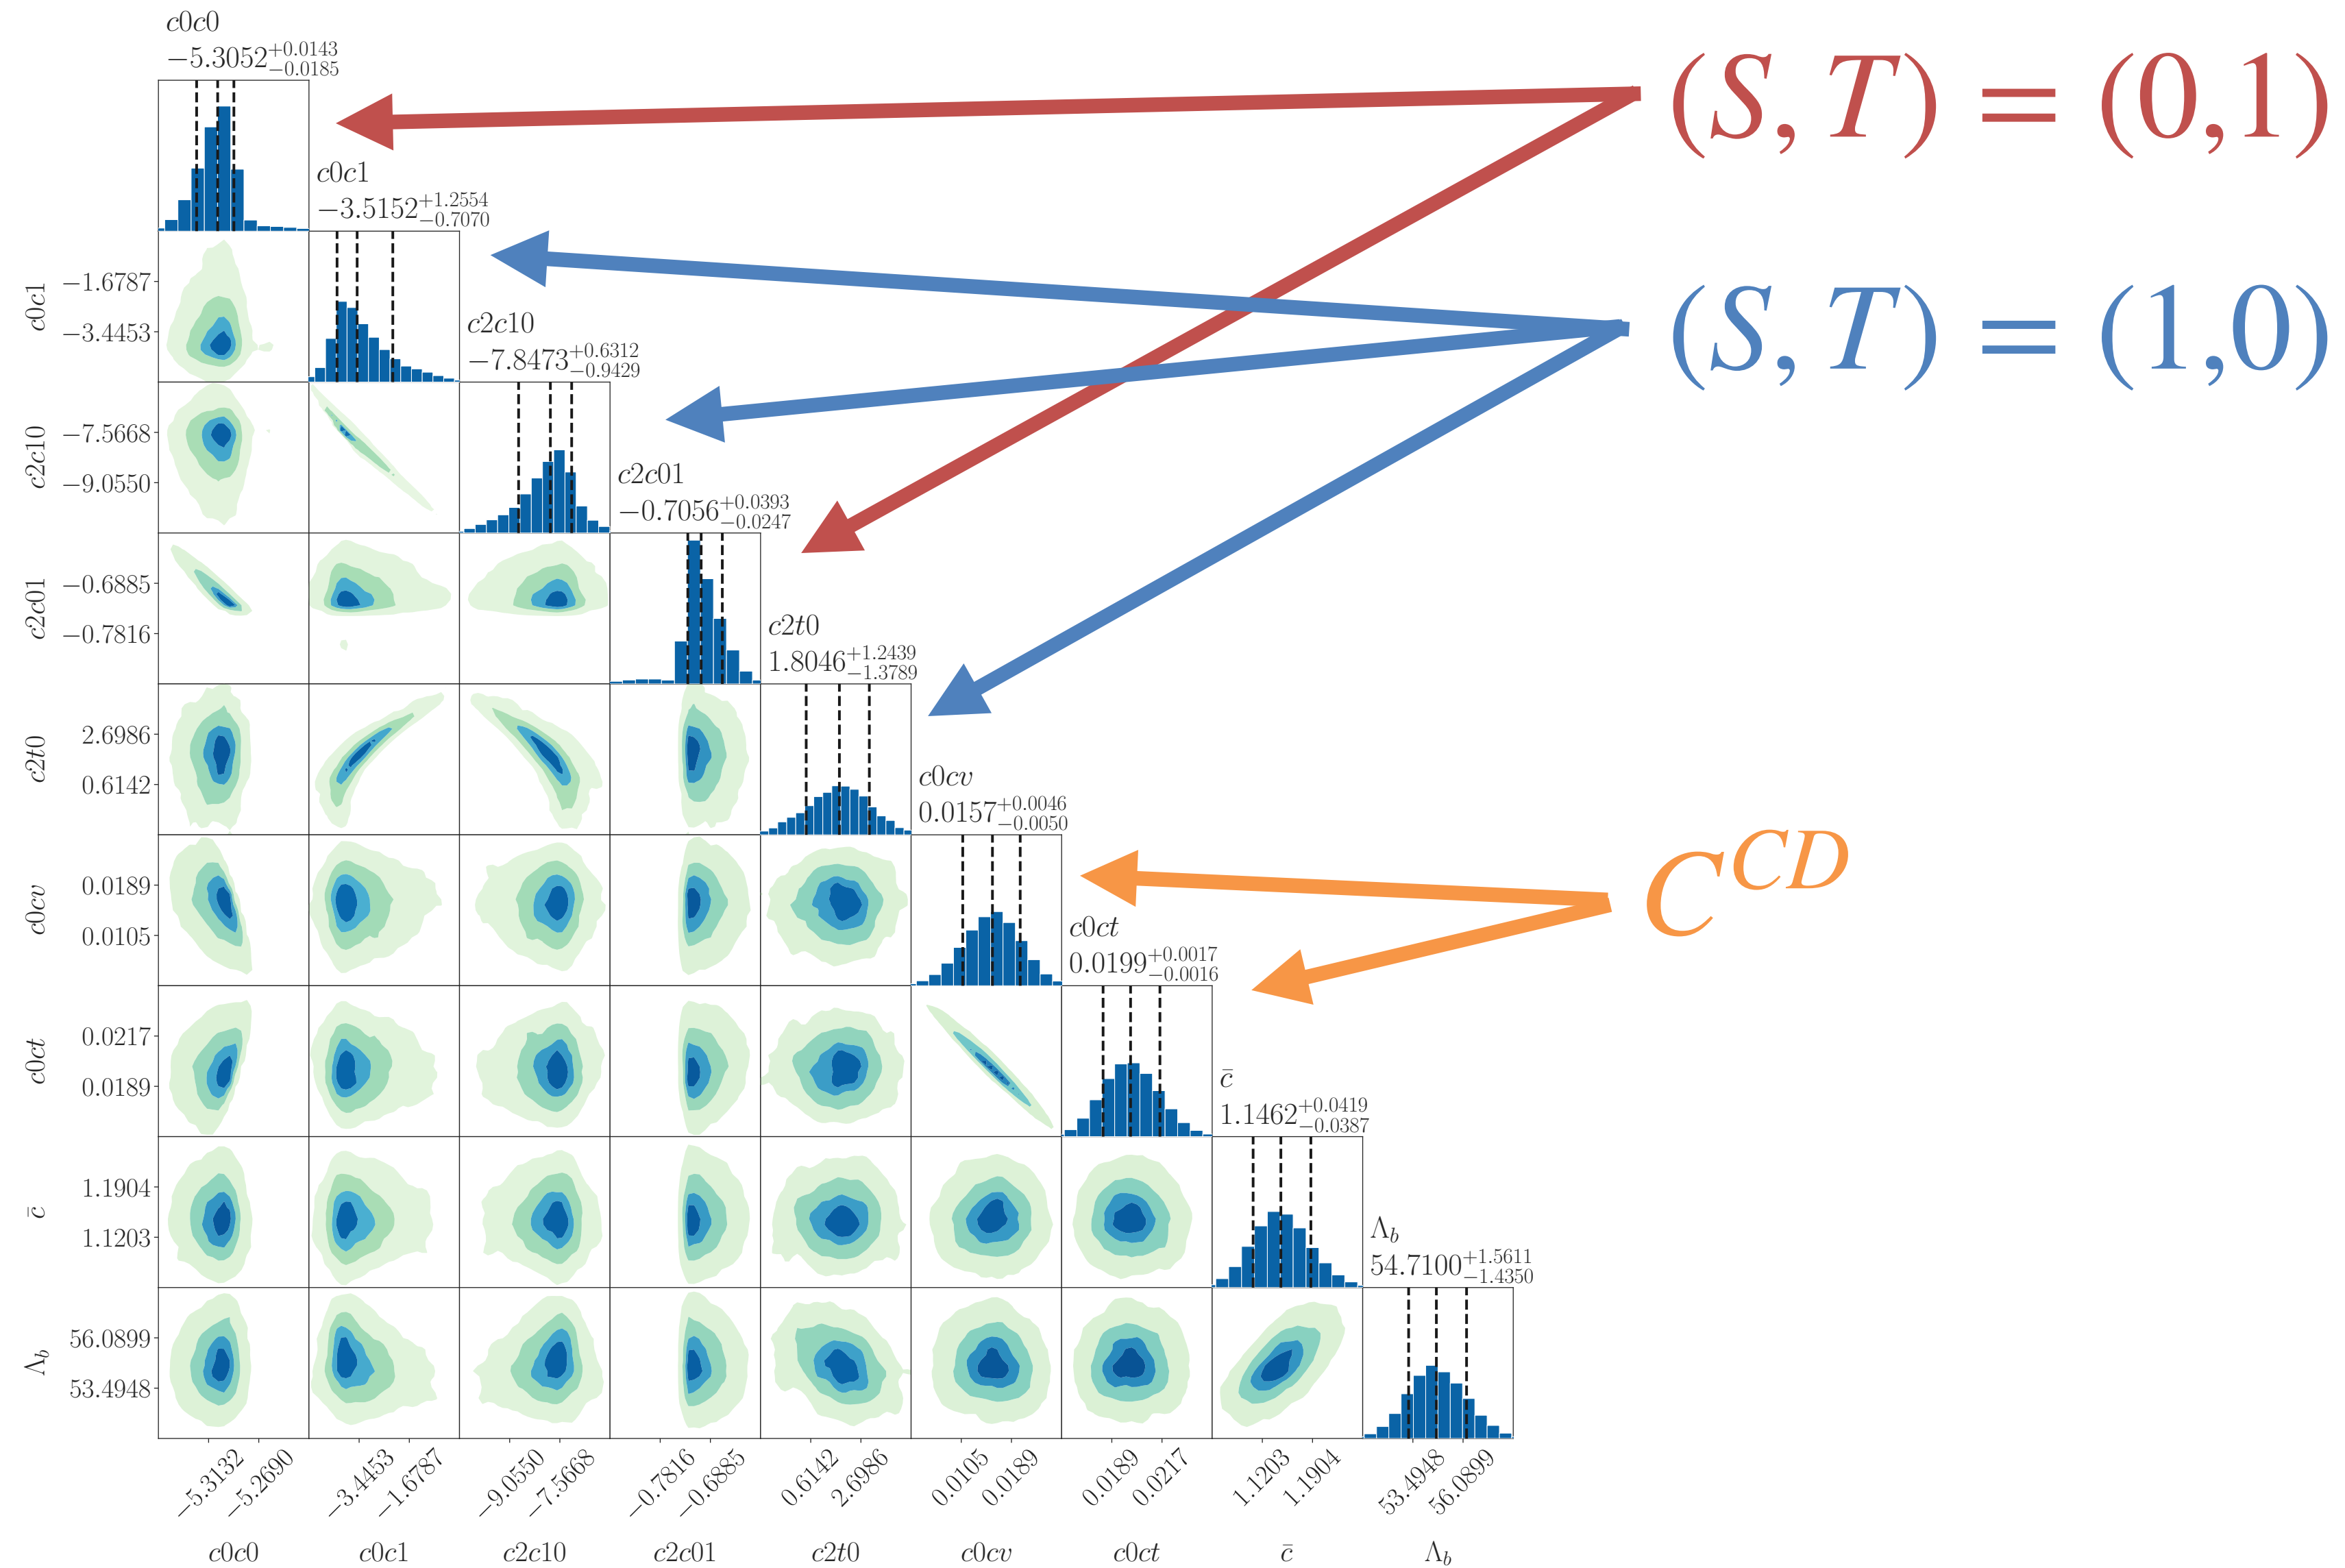 c0c0
−5.3052+0.0143 −0.0185
(S, T) = (0,1)
c0c1
−3.5152+1.2554 −0.7070
c0c1
−1.6787
−3.4453
c2c10
−7.8473+0.6312 −0.9429
(S, T) = (1,0)
c2c10
−7.5668
−9.0550
c2c01
−0.7056+0.0393 −0.0247
c2c01
−0.6885
−0.7816
c2t0
1.8046+1.2439 −1.3789
c2t0
2.6986
0.6142
c0cv
0.0157+0.0046 −0.0050
C^CD
c0cv
0.0189
0.0105
c0ct
0.0199+0.0017 −0.0016
c0ct
0.0217
0.0189
c̄
1.1462+0.0419 −0.0387
c̄
1.1904
1.1203
Λb
54.7100+1.5611 −1.4350
Λb
56.0899
53.4948
−5.3132 −5.2690 −3.4453 −1.6787 −9.0550 −7.5668 −0.7816 −0.6885 0.6142 2.6986 0.0105 0.0189 0.0189 0.0217 1.1203 1.1904 53.4948 56.0899
c0c0 c0c1 c2c10 c2c01 c2t0 c0cv c0ct c̄ Λb